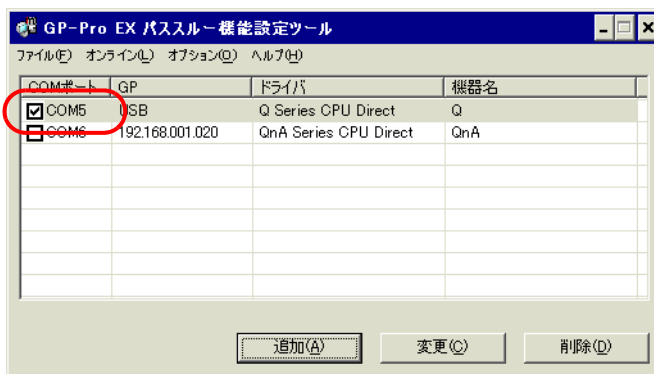 GP-Pro EX パススルー機能設定ツール
ファイル(F) オンライン(L) オプション(O) ヘルプ(H)
COMポート GP ドライバ 機器名
COM5 USB Q Series CPU Direct Q
COM6 192.168.001.020 QnA Series CPU Direct QnA
追加(A) 変更(C) 削除(D)